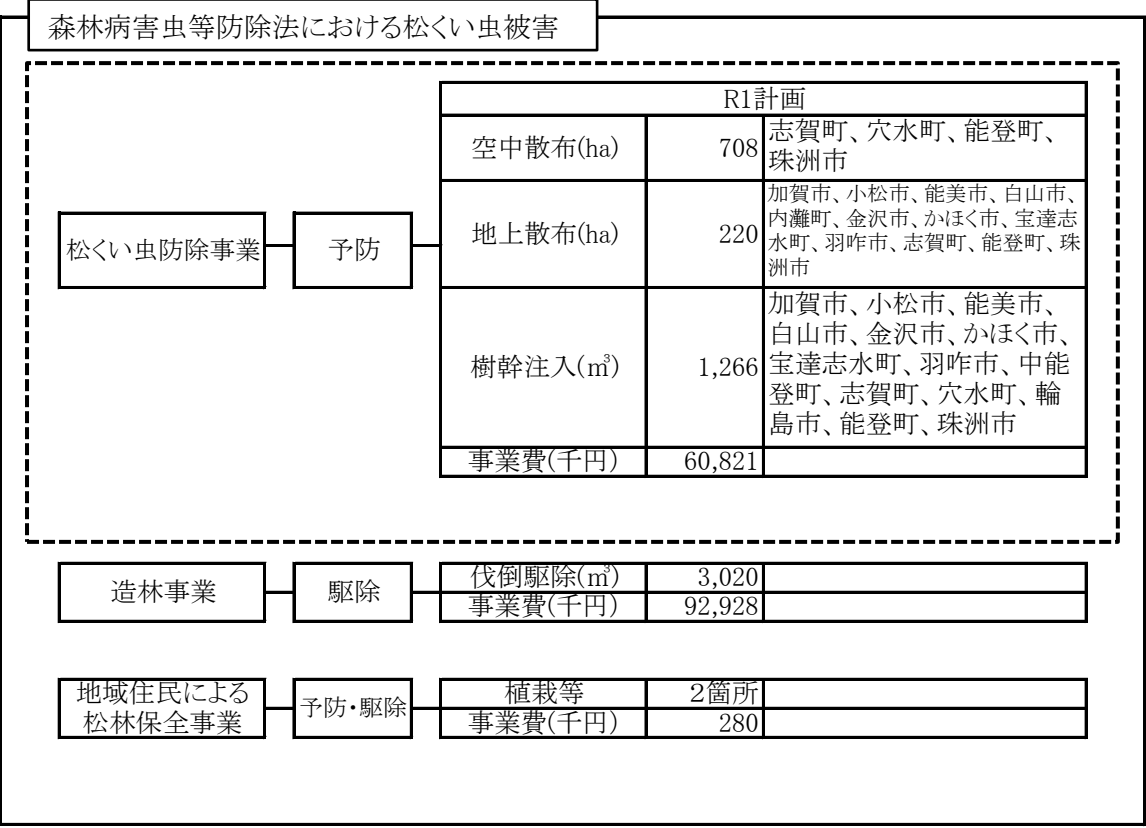 森林病害虫等防除法における松くい虫被害
R1計画
松くい虫防除事業
予防
空中散布(ha)
708
志賀町、穴水町、能登町、
珠洲市
地上散布(ha)
220
加賀市、小松市、能美市、白山市、
内灘町、金沢市、かほく市、宝達志
水町、羽咋市、志賀町、能登町、珠
洲市
樹幹注入(㎥)
1,266
加賀市、小松市、能美市、
白山市、金沢市、かほく市、
宝達志水町、羽咋市、中能
登町、志賀町、穴水町、輪
島市、能登町、珠洲市
事業費(千円)
60,821
造林事業
駆除
伐倒駆除(㎥)
3,020
事業費(千円)
92,928
地域住民による
松林保全事業
予防・駆除
植栽等
2箇所
事業費(千円)
280